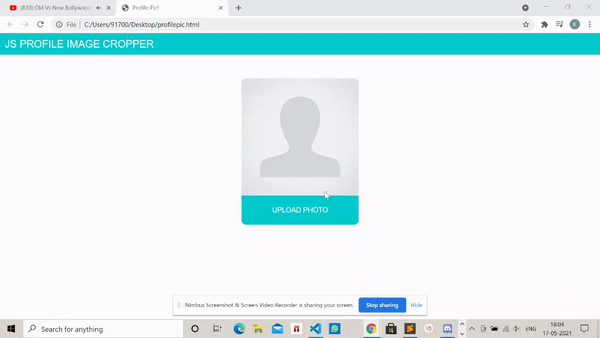 (830) Old Vs New Bollywood
Profile Pic!
File
C:/Users/91700/Desktop/profilepic.html
K
JS PROFILE IMAGE CROPPER
UPLOAD PHOTO
Nimbus Screenshot & Screen Video Recorder is sharing your screen.
Stop sharing
Hide
Search for anything
ENG
18:04
17-05-2021